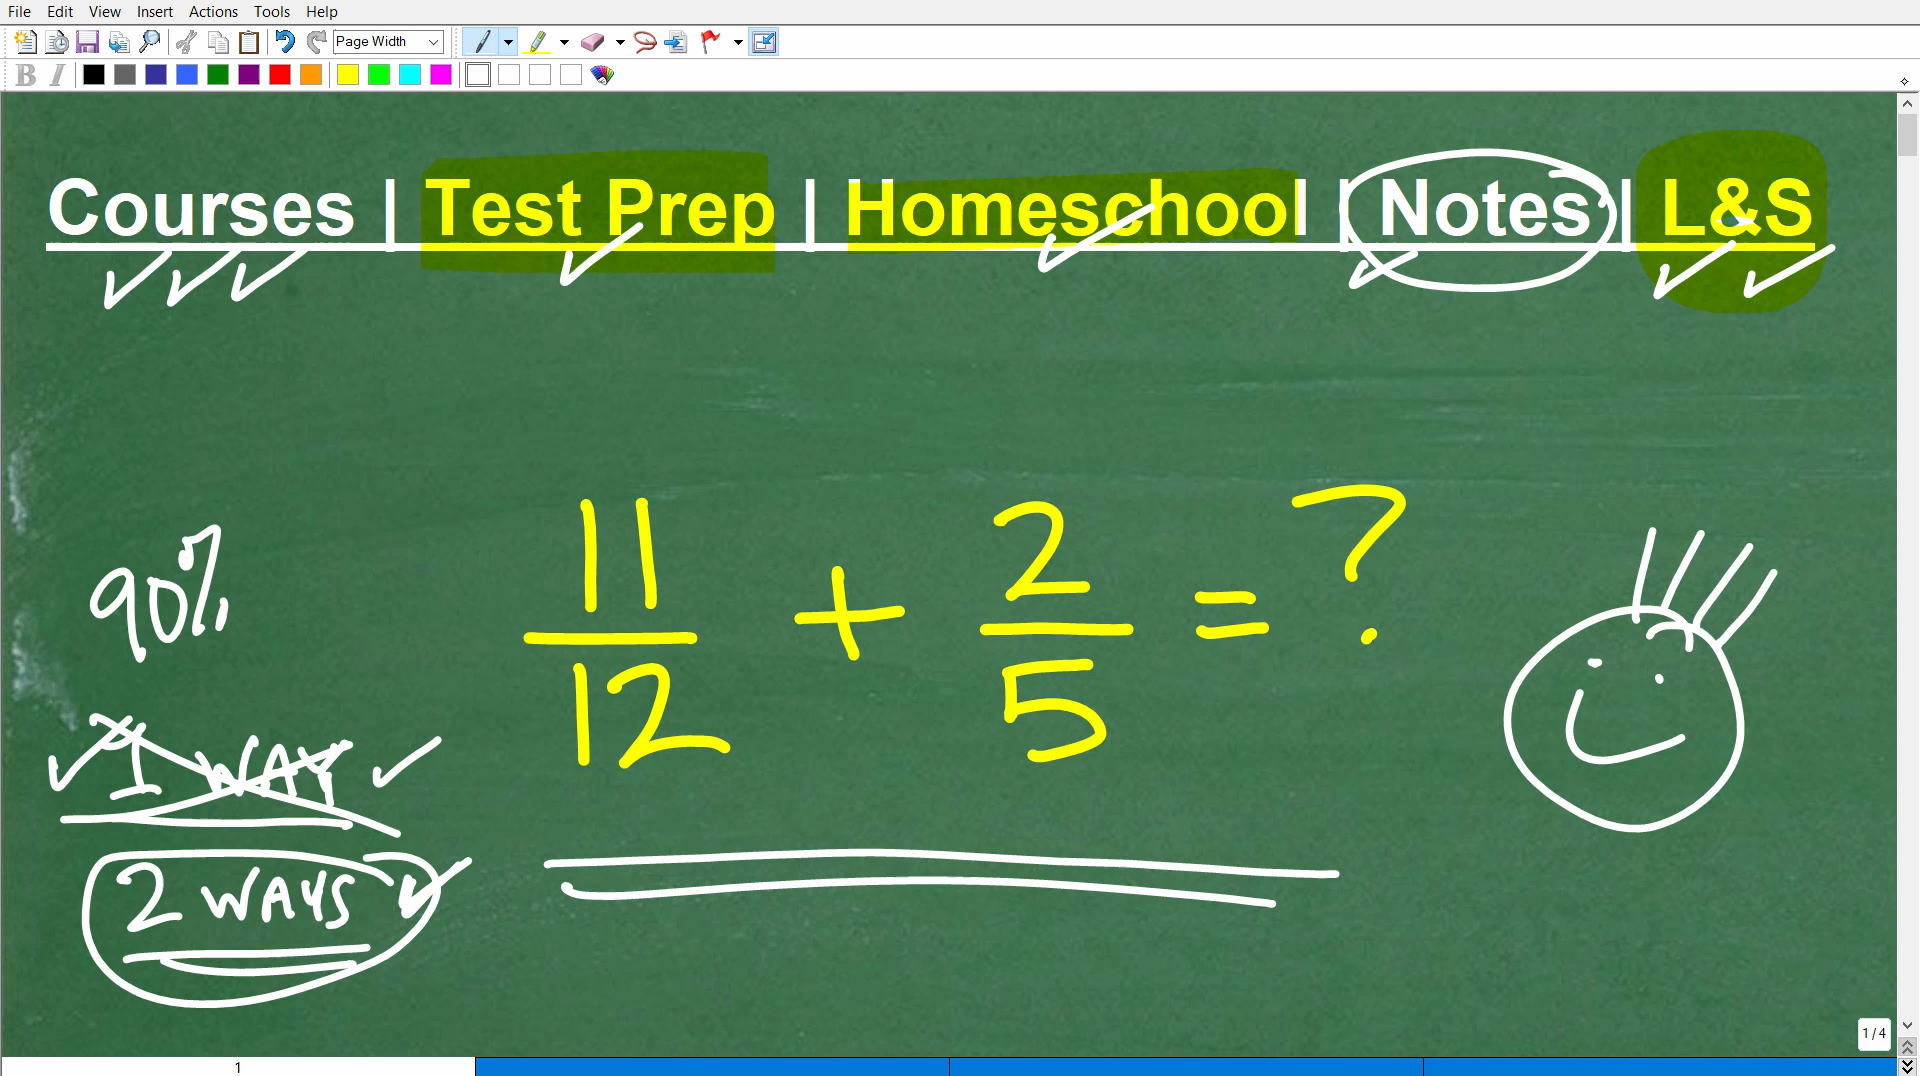 File Edit View Insert Actions Tools Help
Page Width
B I
Courses | Test Prep | Homeschool | Notes | L&S
90%
11/12 + 2/5 = ?
1 WAY
2 WAYS
1/4
1